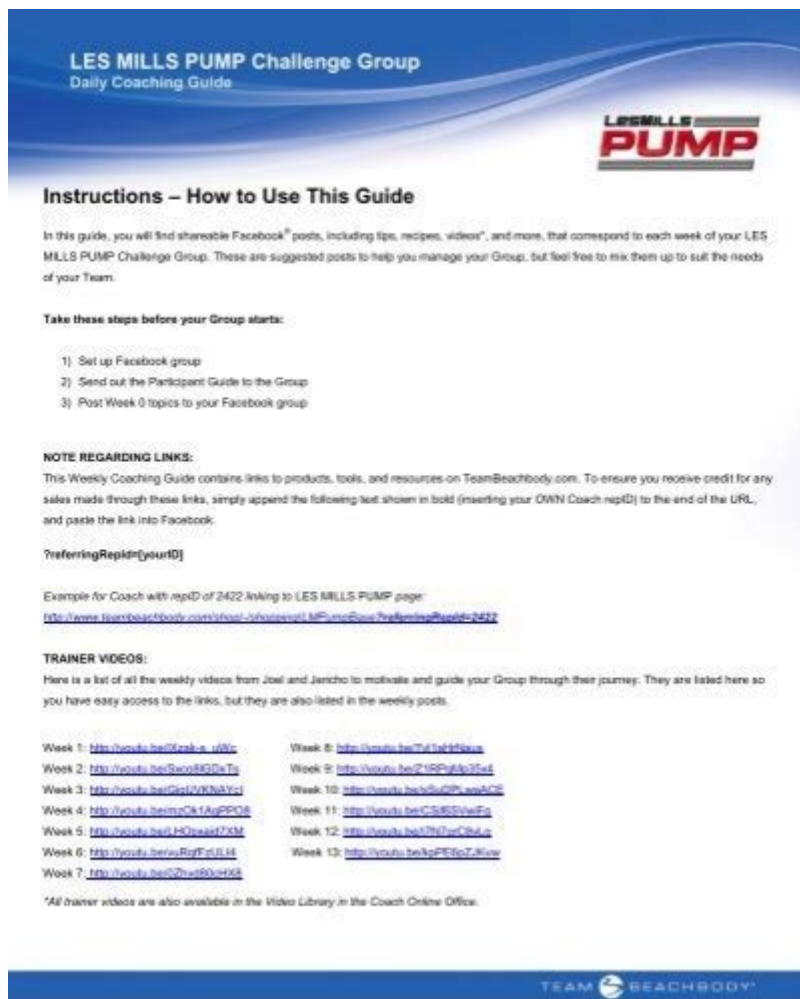 LES MILLS PUMP Challenge Group
Daily Coaching Guide
LESMILLS
PUMP
Instructions – How to Use This Guide
In this guide, you will find shareable Facebook® posts, including tips, recipes, videos*, and more, that correspond to each week of your LES
MILLS PUMP Challenge Group. These are suggested posts to help you manage your Group, but feel free to mix them up to suit the needs
of your Team.
Take these steps before your Group starts:
1) Set up Facebook group
2) Send out the Participant Guide to the Group
3) Post Week 0 topics to your Facebook group
NOTE REGARDING LINKS:
This Weekly Coaching Guide contains links to products, tools, and resources on TeamBeachbody.com. To ensure you receive credit for any
sales made through these links, simply append the following text shown in bold (inserting your OWN Coach repID) to the end of the URL,
and paste the link into Facebook.
?referringRepId=[yourID]
Example for Coach with repID of 2422 linking to LES MILLS PUMP page:
http://www.teambeachbody.com/shop/-/shopping/LMPumpBase?referringRepId=2422
TRAINER VIDEOS:
Here is a list of all the weekly videos from Joel and Jericho to motivate and guide your Group through their journey. They are listed here so
you have easy access to the links, but they are also listed in the weekly posts.
Week 1: Week 8:
Week 2: Week 9:
Week 3: Week 10:
Week 4: Week 11:
Week 5: Week 12:
Week 6: Week 13:
Week 7:
*All trainer videos are also available in the Video Library in the Coach Online Office.
TEAM BEACHBODY